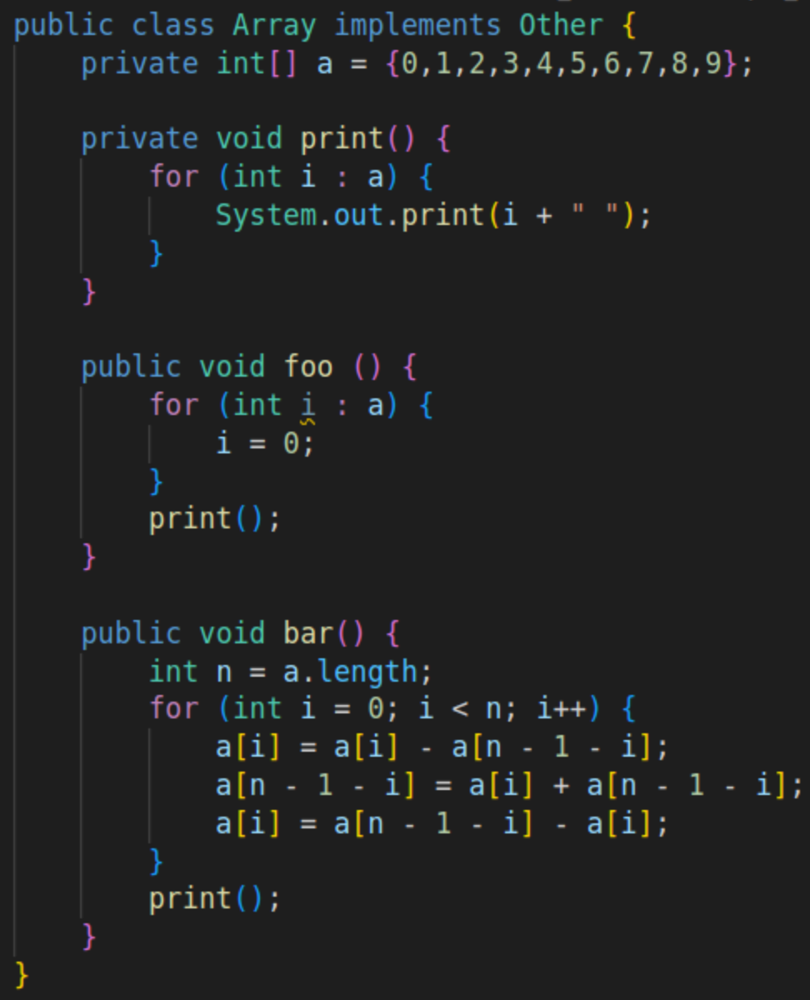 public class Array implements Other {
    private int[] a = {0,1,2,3,4,5,6,7,8,9};

    private void print() {
        for (int i : a) {
            System.out.print(i + " ");
        }
    }

    public void foo () {
        for (int i : a) {
            i = 0;
        }
        print();
    }

    public void bar() {
        int n = a.length;
        for (int i = 0; i < n; i++) {
            a[i] = a[i] - a[n - 1 - i];
            a[n - 1 - i] = a[i] + a[n - 1 - i];
            a[i] = a[n - 1 - i] - a[i];
        }
        print();
    }
}